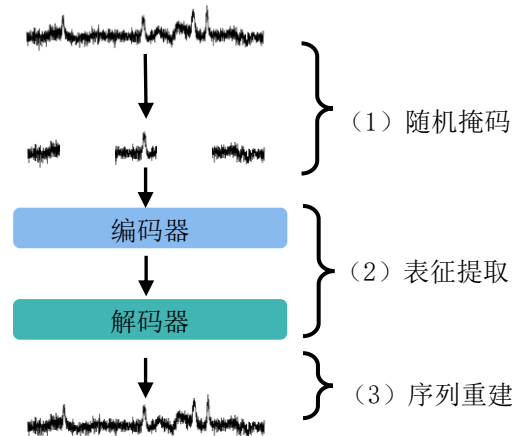 （1）随机掩码
编码器
（2）表征提取
解码器
（3）序列重建